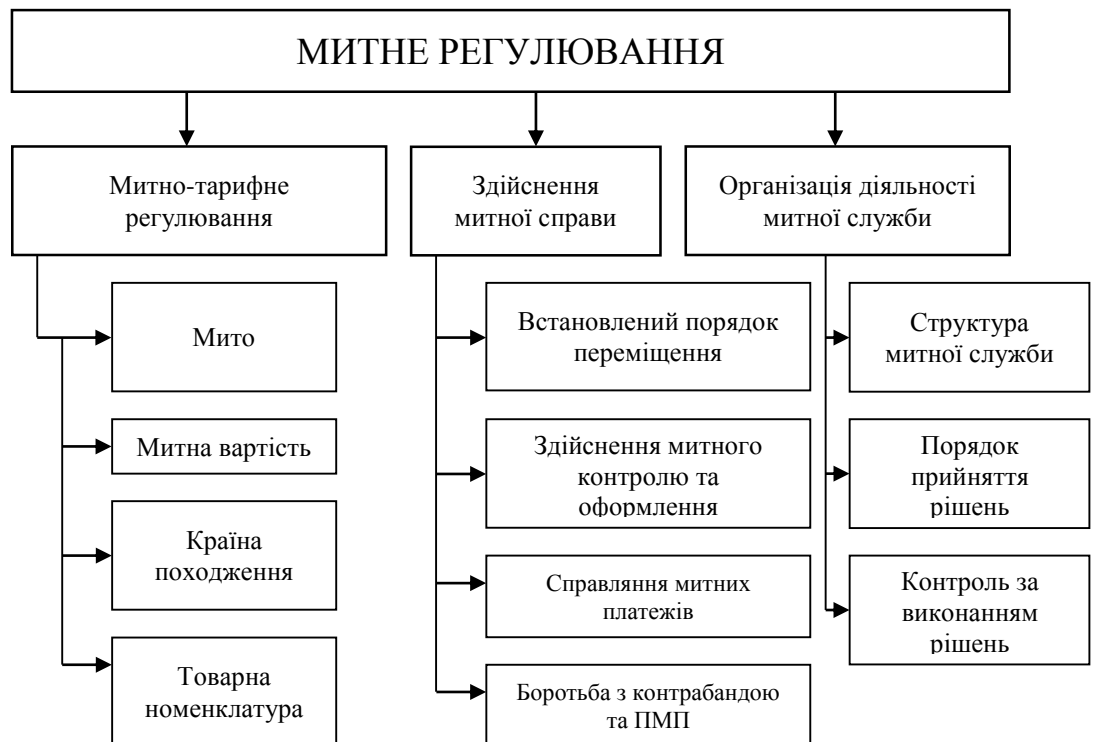 МИТНЕ РЕГУЛЮВАННЯ
Митно-тарифне
регулювання
Мито
Митна вартість
Країна
походження
Товарна
номенклатура
Здійснення
митної справи
Встановлений порядок
переміщення
Здійснення митного
контролю та
оформлення
Справляння митних
платежів
Боротьба з контрабандою
та ПМП
Організація діяльності
митної служби
Структура
митної служби
Порядок
прийняття
рішень
Контроль за
виконанням
рішень